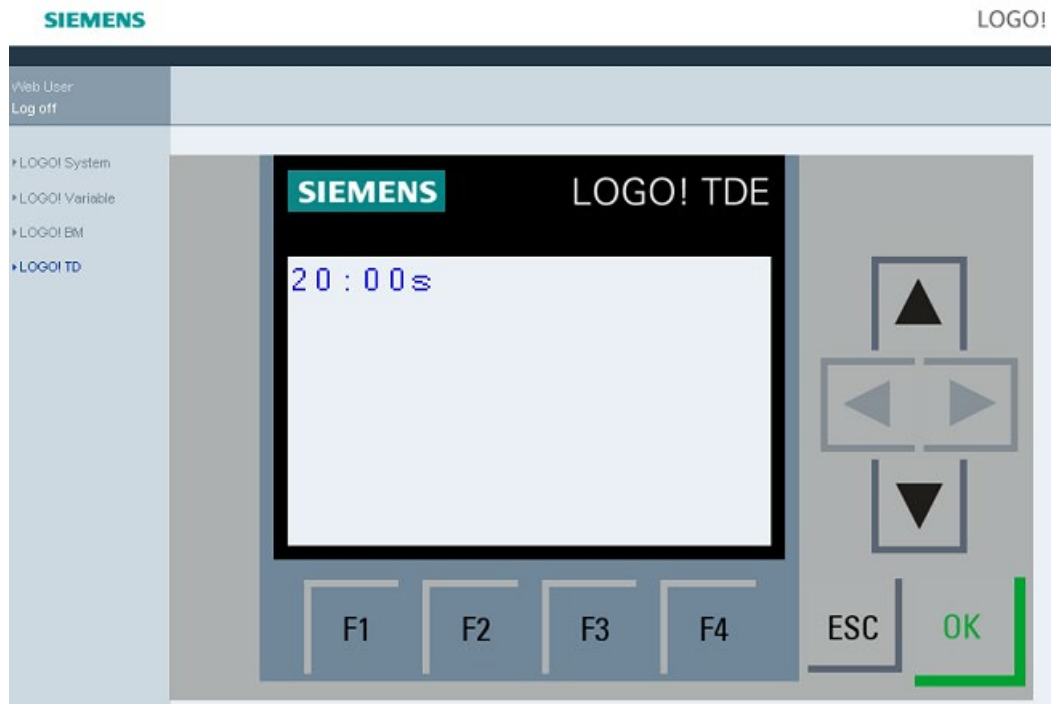 SIEMENS LOGO!
Web User
Log off
LOGO! System
LOGO! Variable
LOGO! BM
LOGO! TD
SIEMENS LOGO! TDE
20:00s
F1 F2 F3 F4 ESC OK